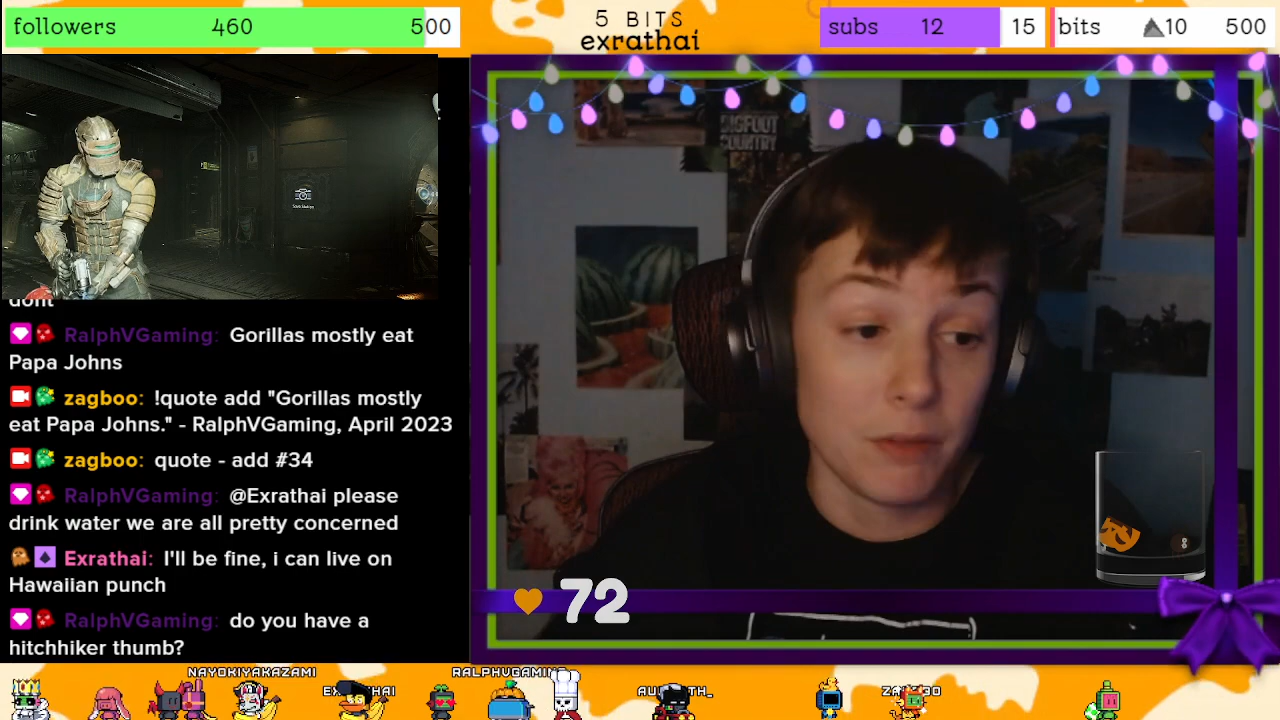 followers 460 500
5 BITS
exrathai
subs 12 15
bits 10 500
BIGFOOT
COUNTRY
dont
RalphVGaming: Gorillas mostly eat
Papa Johns
zagboo: !quote add "Gorillas mostly
eat Papa Johns." - RalphVGaming, April 2023
zagboo: quote - add #34
RalphVGaming: @Exrathai please
drink water we are all pretty concerned
Exrathai: I'll be fine, i can live on
Hawaiian punch
RalphVGaming: do you have a
hitchhiker thumb?
72
NAYOKIYAKAZAMI
RALPHVGAMING